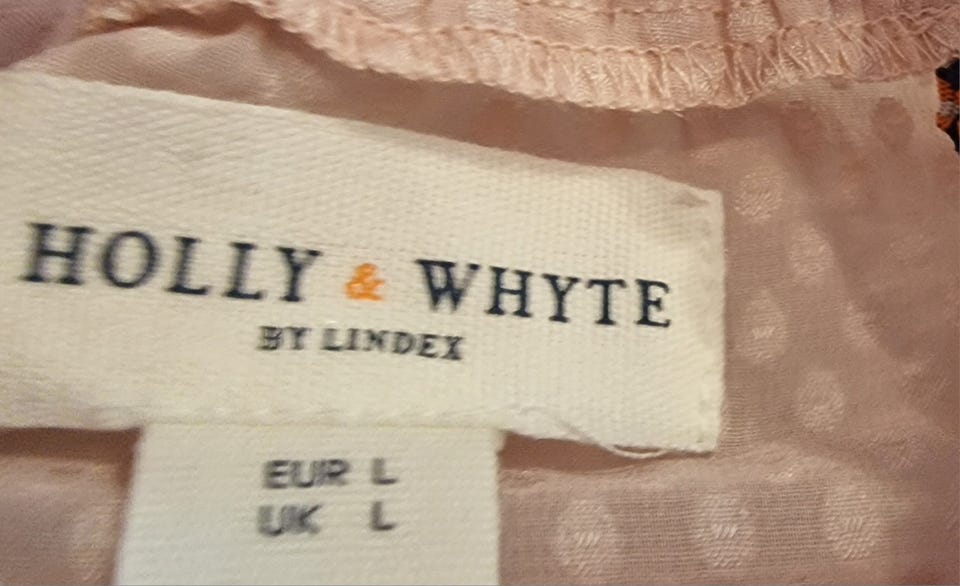 HOLLY & WHYTE
BY LINDEX
EUR L
UK L